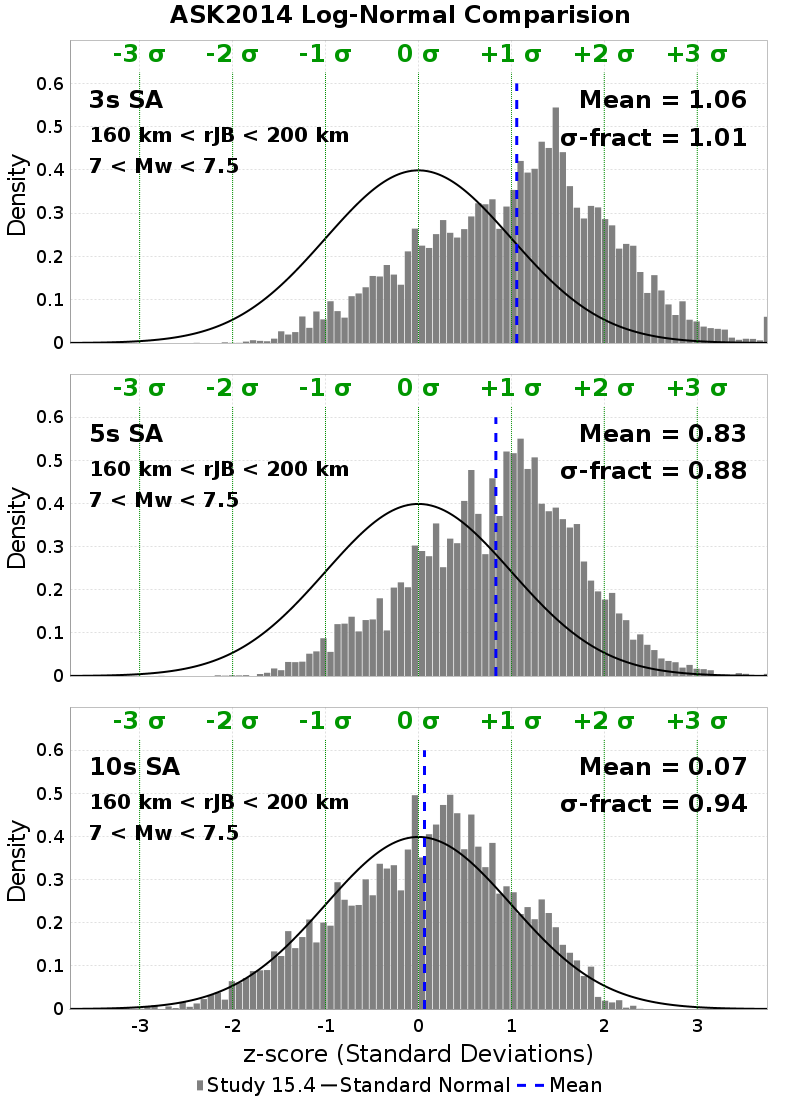 ASK2014 Log-Normal Comparision
-3 σ -2 σ -1 σ 0 σ +1 σ +2 σ +3 σ
0.6
3s SA Mean = 1.06
0.5
160 km < rJB < 200 km σ-fract = 1.01
7 < Mw < 7.5
0.4
Density
0.3
0.2
0.1
0
-3 σ -2 σ -1 σ 0 σ +1 σ +2 σ +3 σ
0.6
5s SA Mean = 0.83
0.5
160 km < rJB < 200 km σ-fract = 0.88
7 < Mw < 7.5
0.4
Density
0.3
0.2
0.1
0
-3 σ -2 σ -1 σ 0 σ +1 σ +2 σ +3 σ
0.6
10s SA Mean = 0.07
0.5
160 km < rJB < 200 km σ-fract = 0.94
7 < Mw < 7.5
0.4
Density
0.3
0.2
0.1
0
-3 -2 -1 0 1 2 3
z-score (Standard Deviations)
Study 15.4 Standard Normal Mean